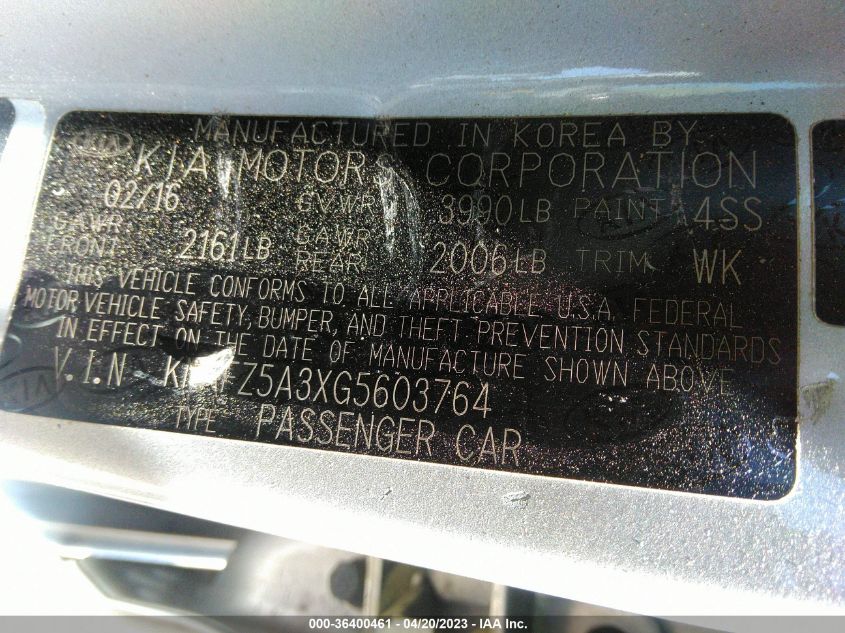 MANUFACTURED IN KOREA BY
KIA MOTORS CORPORATION
02/16 GVWR 3990LB PAINT 4SS
GAWR FRONT 2161LB GAWR REAR 2006LB TRIM WK
THIS VEHICLE CONFORMS TO ALL APPLICABLE U.S.A. FEDERAL
MOTOR VEHICLE SAFETY, BUMPER, AND THEFT PREVENTION STANDARDS
IN EFFECT ON THE DATE OF MANUFACTURE SHOWN ABOVE
V.I.N-
TYPE PASSENGER CAR
000-36400461 - 04/20/2023 - IAA Inc.